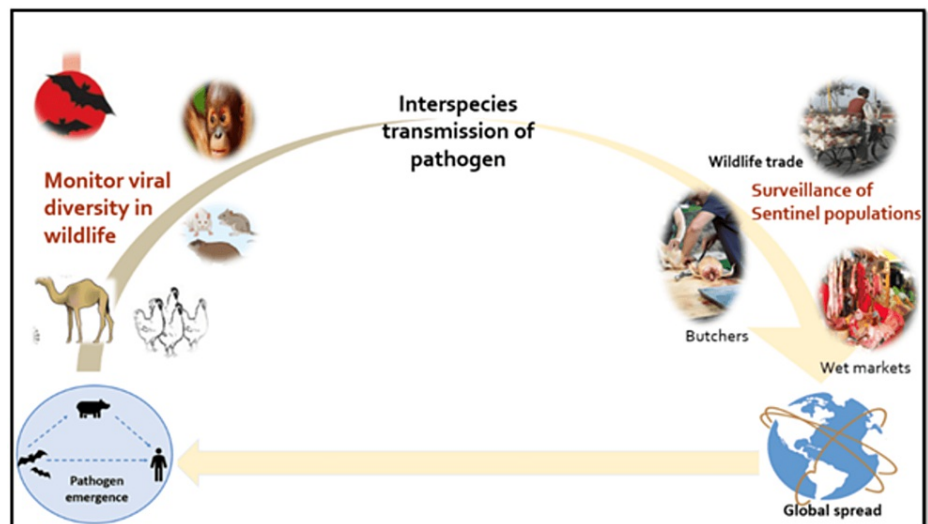 Interspecies
transmission of
pathogen
Monitor viral
diversity in
wildlife
Wildlife trade
Surveillance of
Sentinel populations
Butchers
Wet markets
Pathogen
emergence
Global spread